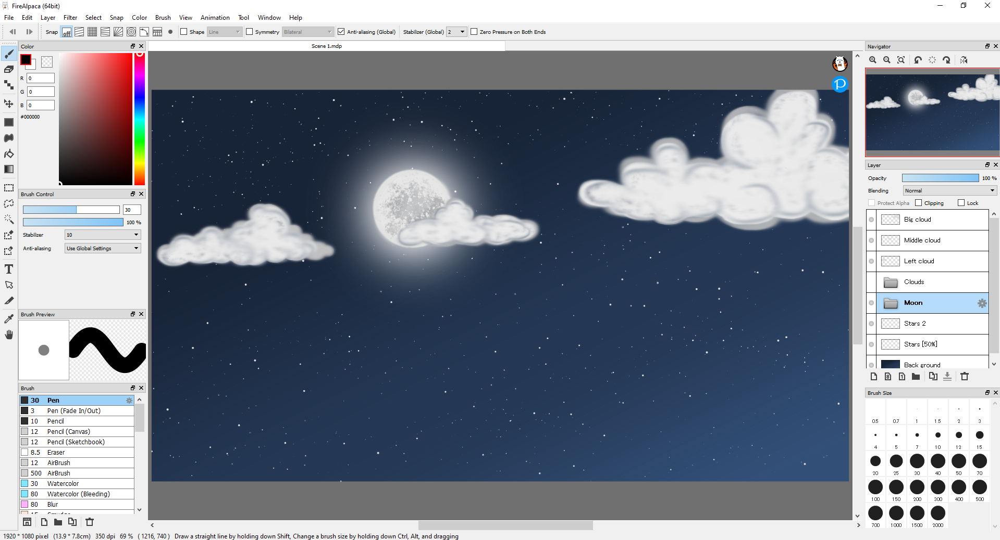 FireAlpaca (64bit)
File Edit Layer Filter Select Snap Color Brush View Animation Tool Window Help
Snap off Shape Line Symmetry Bilateral Anti-aliasing (Global) Stabilizer (Global) 2 Zero Pressure on Both Ends
Color
Scene 1.mdp
Navigator
R 0
G 0
B 0
#000000
P
Layer
Opacity 100 %
Blending Normal
Protect Alpha Clipping Lock
Big cloud
Middle cloud
Left cloud
Clouds
Moon
Stars 2
Stars [50%]
Back ground
8 1
Brush Control
30
100 %
Stabilizer 10
Anti-aliasing Use Global Settings
T
Brush Preview
Brush
30 Pen
3 Pen (Fade In/Out)
10 Pencil
12 Pencil (Canvas)
12 Pencil (Sketchbook)
8.5 Eraser
12 AirBrush
500 AirBrush
30 Watercolor
80 Watercolor (Bleeding)
80 Blur
15 Smudge
Brush Size
0.5 0.7 1 1.5 2 3
4 5 7 10 12 15
20 25 30 40 50 70
100 150 200 300 400 500
700 1000 1500 2000
1920 * 1080 pixel (13.9 * 7.8cm) 350 dpi 69 % ( 1216, 740 ) Draw a straight line by holding down Shift, Change a brush size by holding down Ctrl, Alt, and dragging